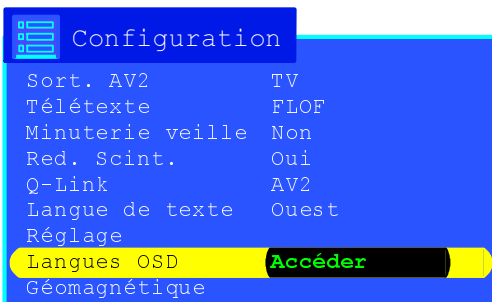 Configuration
Sort. AV2 TV
Télétexte FLOF
Minuterie veille Non
Red. Scint. Oui
Q-Link AV2
Langue de texte Ouest
Réglage
Langues OSD Accéder
Géomagnétique